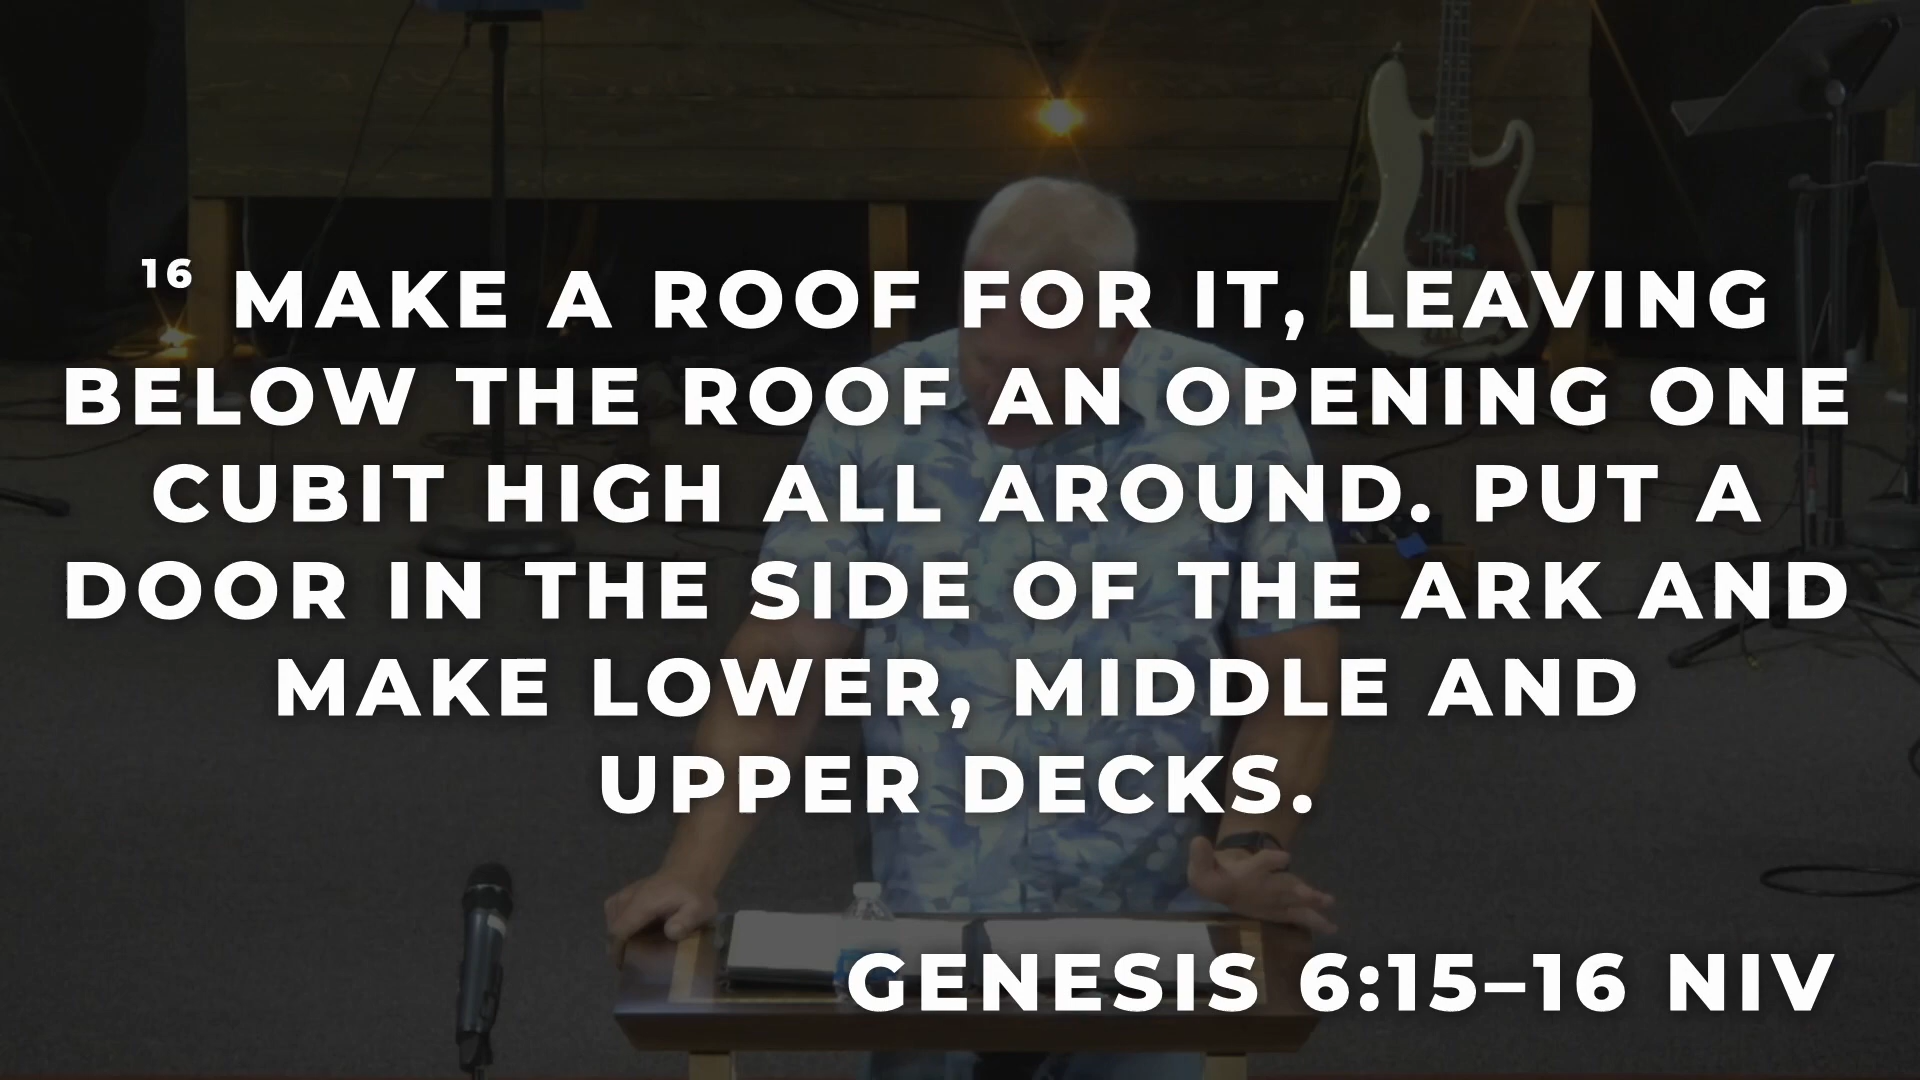 16 MAKE A ROOF FOR IT, LEAVING
BELOW THE ROOF AN OPENING ONE
CUBIT HIGH ALL AROUND. PUT A
DOOR IN THE SIDE OF THE ARK AND
MAKE LOWER, MIDDLE AND
UPPER DECKS.
GENESIS 6:15–16 NIV